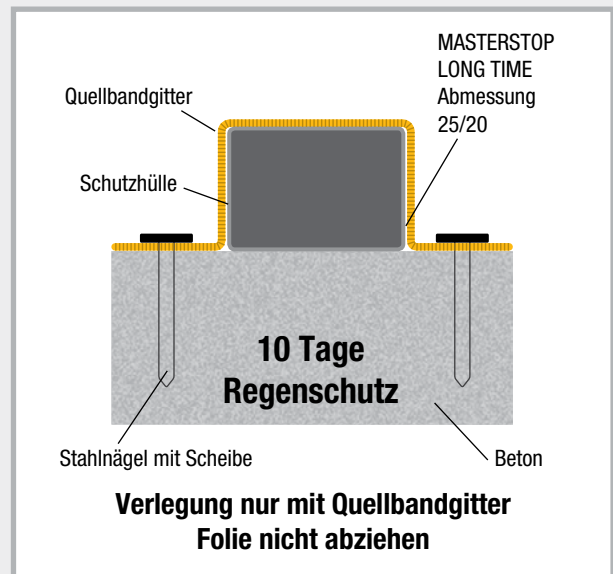 MASTERSTOP
LONG TIME
Abmessung
25/20
Quellbandgitter
Schutzhülle
10 Tage
Regenschutz
Stahlnägel mit Scheibe
Beton
Verlegung nur mit Quellbandgitter
Folie nicht abziehen